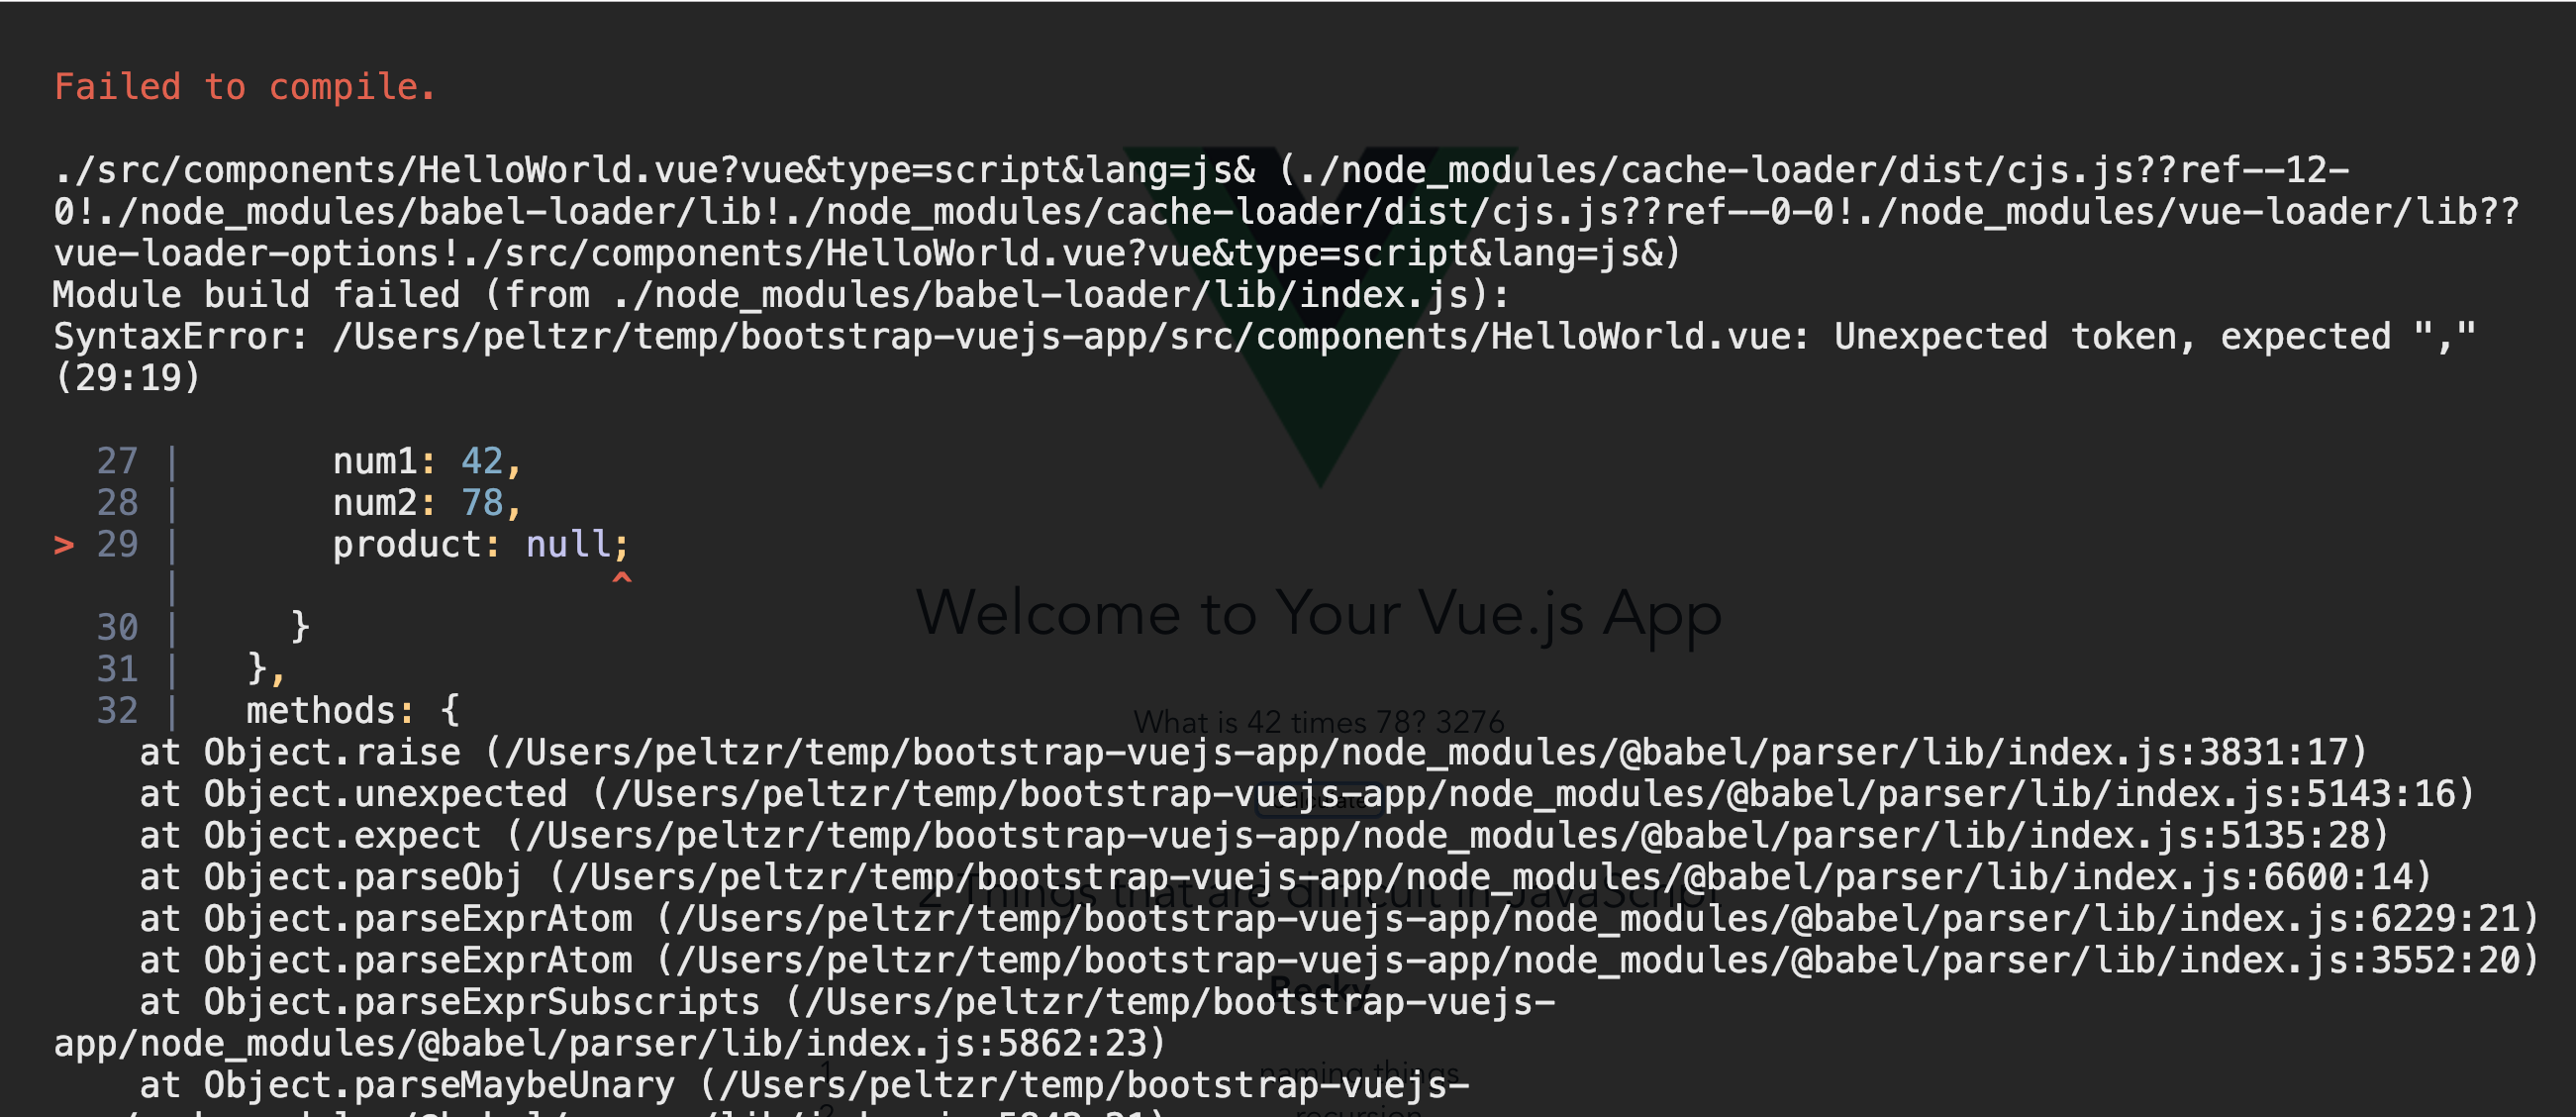 Failed to compile.
./src/components/HelloWorld.vue?vue&type=script&lang=js& (./node_modules/cache-loader/dist/cjs.js??ref--12-
0!./node_modules/babel-loader/lib!./node_modules/cache-loader/dist/cjs.js??ref--0-0!./node_modules/vue-loader/lib??
vue-loader-options!./src/components/HelloWorld.vue?vue&type=script&lang=js&)
Module build failed (from ./node_modules/babel-loader/lib/index.js):
SyntaxError: /Users/peltzr/temp/bootstrap-vuejs-app/src/components/HelloWorld.vue: Unexpected token, expected ","
(29:19)
27 |       num1: 42,
28 |       num2: 78,
> 29 |       product: null;
|                    ^
30 |     }
31 |   },
32 |   methods: {
at Object.raise (/Users/peltzr/temp/bootstrap-vuejs-app/node_modules/@babel/parser/lib/index.js:3831:17)
at Object.unexpected (/Users/peltzr/temp/bootstrap-vuejs-app/node_modules/@babel/parser/lib/index.js:5143:16)
at Object.expect (/Users/peltzr/temp/bootstrap-vuejs-app/node_modules/@babel/parser/lib/index.js:5135:28)
at Object.parseObj (/Users/peltzr/temp/bootstrap-vuejs-app/node_modules/@babel/parser/lib/index.js:6600:14)
at Object.parseExprAtom (/Users/peltzr/temp/bootstrap-vuejs-app/node_modules/@babel/parser/lib/index.js:6229:21)
at Object.parseExprAtom (/Users/peltzr/temp/bootstrap-vuejs-app/node_modules/@babel/parser/lib/index.js:3552:20)
at Object.parseExprSubscripts (/Users/peltzr/temp/bootstrap-vuejs-
app/node_modules/@babel/parser/lib/index.js:5862:23)
at Object.parseMaybeUnary (/Users/peltzr/temp/bootstrap-vuejs-
Welcome to Your Vue.js App
What is 42 times 78? 3276
2 Things that are difficult in JavaScript
Becky
1 naming things
2 recursion